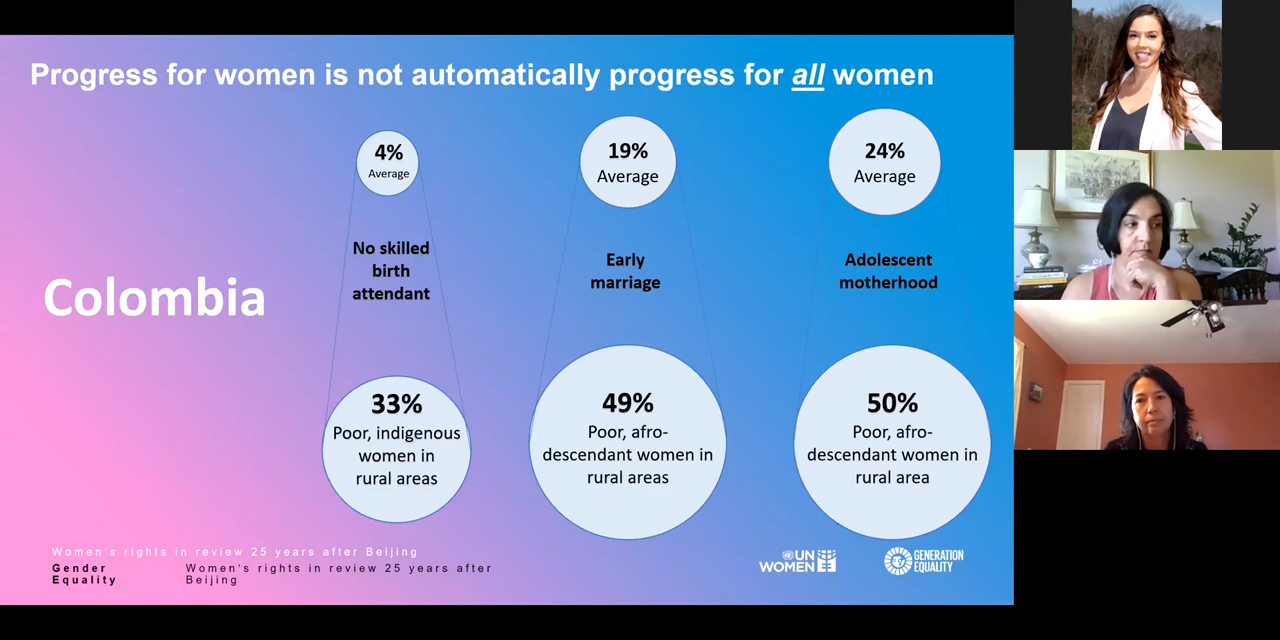 Progress for women is not automatically progress for all women
4%
Average
19%
Average
24%
Average
No skilled
birth
attendant
Early
marriage
Adolescent
motherhood
Colombia
33%
Poor, indigenous
women in
rural areas
49%
Poor, afro-
descendant women in
rural areas
50%
Poor, afro-
descendant women in
rural area
Women's rights in review 25 years after Beijing
Gender
Equality
Women's rights in review 25 years after
Beijing
UN
WOMEN
GENERATION
EQUALITY